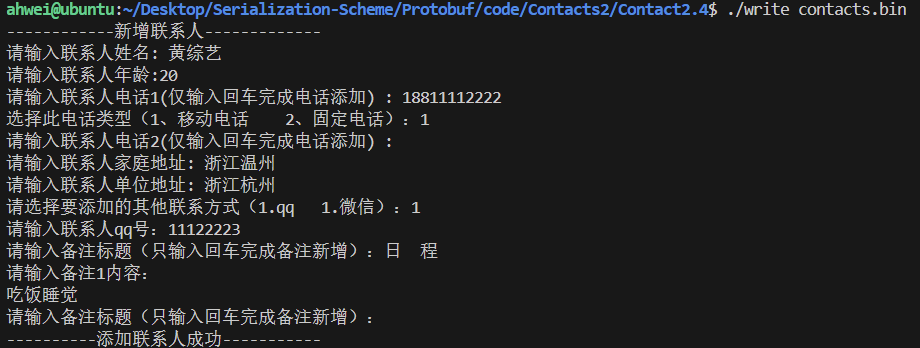 ahwei@ubuntu:~/Desktop/Serialization-Scheme/Protobuf/code/Contacts2/Contact2.4$ ./write contacts.bin
------------新增联系人-------------
请输入联系人姓名: 黄综艺
请输入联系人年龄:20
请输入联系人电话1(仅输入回车完成电话添加) : 18811112222
选择此电话类型（1、移动电话    2、固定电话）：1
请输入联系人电话2(仅输入回车完成电话添加) :
请输入联系人家庭地址: 浙江温州
请输入联系人单位地址: 浙江杭州
请选择要添加的其他联系方式（1.qq   1.微信）：1
请输入联系人qq号：11122223
请输入备注标题（只输入回车完成备注新增）：日  程
请输入备注1内容：
吃饭睡觉
请输入备注标题（只输入回车完成备注新增）：
----------添加联系人成功-----------